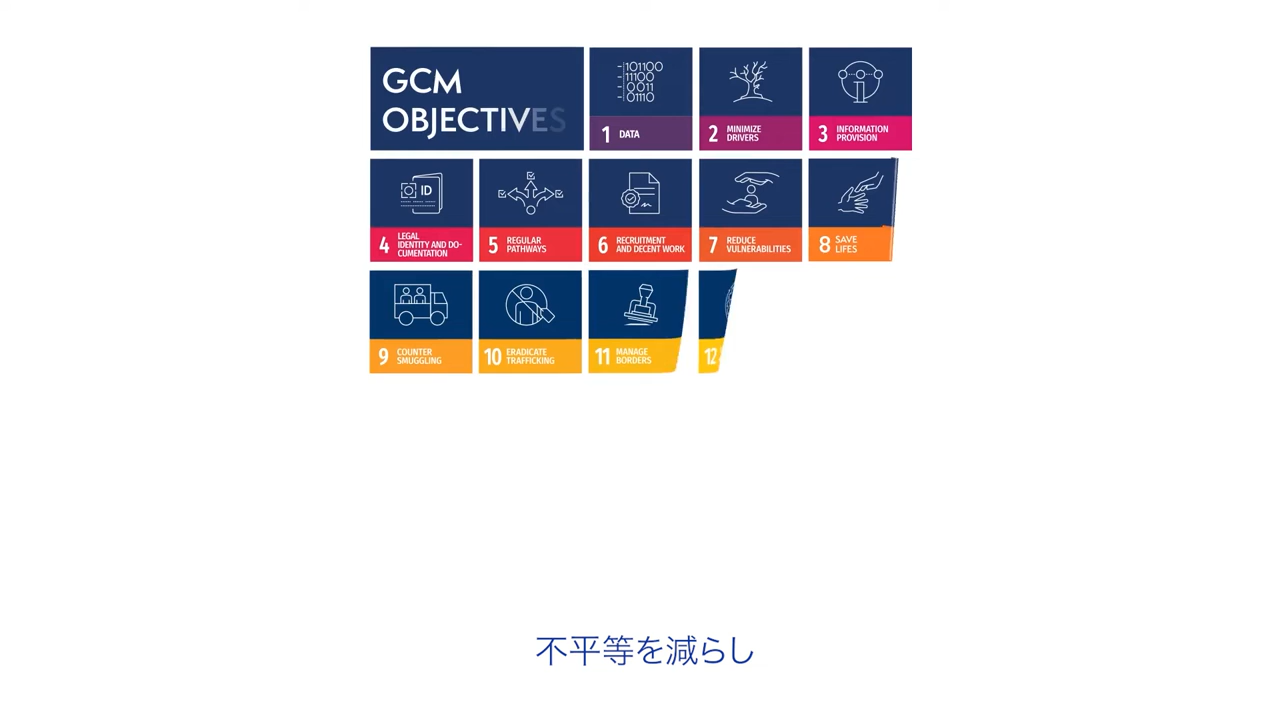 GCM
OBJECTIVES
101100
11100
0011
01110
1 DATA
2 MINIMIZE
DRIVERS
3 INFORMATION
PROVISION
ID
4 LEGAL
IDENTITY AND DO-
CUMENTATION
5 REGULAR
PATHWAYS
6 RECRUITMENT
AND DECENT WORK
7 REDUCE
VULNERABILITIES
8 SAVE
LIFES
9 COUNTER
SMUGGLING
10 ERADICATE
TRAFFICKING
11 MANAGE
BORDERS
12
不平等を減らし